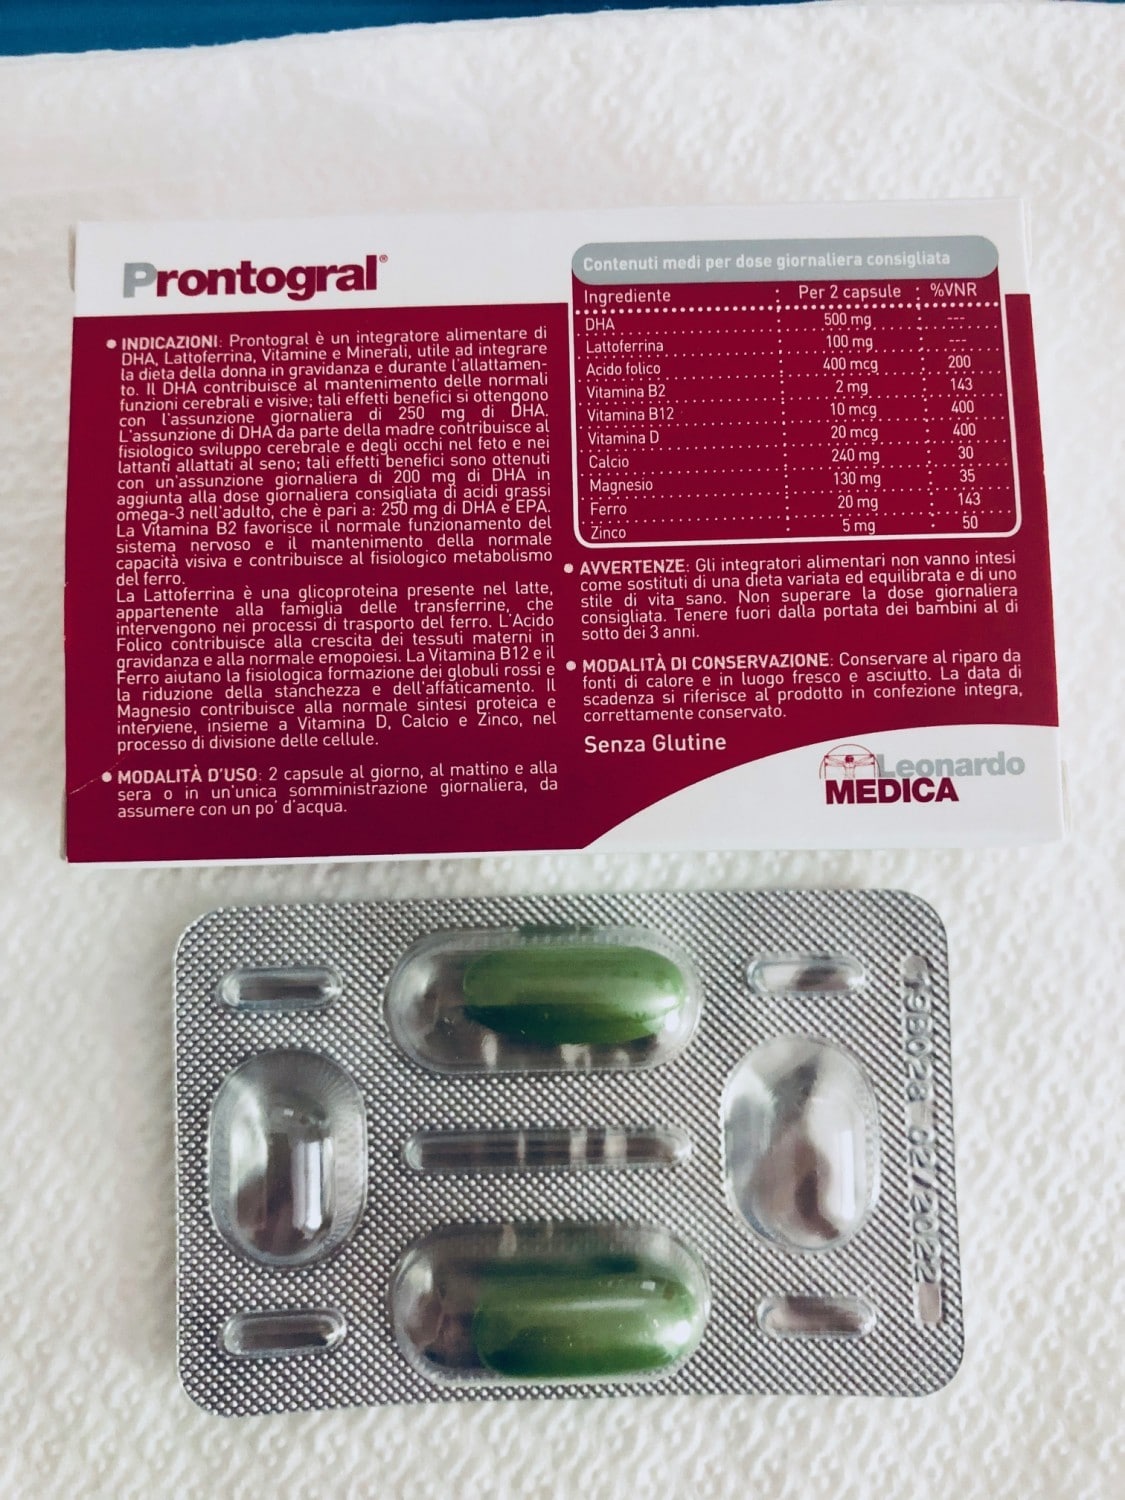 Prontogral®
• INDICAZIONI: Prontogral è un integratore alimentare di
DHA, Lattoferrina, Vitamine e Minerali, utile ad integrare
la dieta della donna in gravidanza e durante l'allattamen-
to. Il DHA contribuisce al mantenimento delle normali
funzioni cerebrali e visive; tali effetti benefici si ottengono
con l'assunzione giornaliera di 250 mg di DHA.
L'assunzione di DHA da parte della madre contribuisce al
fisiologico sviluppo cerebrale e degli occhi nel feto e nei
lattanti allattati al seno; tali effetti benefici sono ottenuti
con un'assunzione giornaliera di 200 mg di DHA in
aggiunta alla dose giornaliera consigliata di acidi grassi
omega-3 nell'adulto, che è pari a: 250 mg di DHA e EPA.
La Vitamina B2 favorisce il normale funzionamento del
sistema nervoso e il mantenimento della normale
capacità visiva e contribuisce al fisiologico metabolismo
del ferro.
La Lattoferrina è una glicoproteina presente nel latte,
appartenente alla famiglia delle transferrine, che
intervengono nei processi di trasporto del ferro. L'Acido
Folico contribuisce alla crescita dei tessuti materni in
gravidanza e alla normale emopoiesi. La Vitamina B12 e il
Ferro aiutano la fisiologica formazione dei globuli rossi e
la riduzione della stanchezza e dell'affaticamento. Il
Magnesio contribuisce alla normale sintesi proteica e
interviene, insieme a Vitamina D, Calcio e Zinco, nel
processo di divisione delle cellule.
• MODALITÀ D'USO: 2 capsule al giorno, al mattino e alla
sera o in un'unica somministrazione giornaliera, da
assumere con un po' d'acqua.
Contenuti medi per dose giornaliera consigliata
Ingrediente Per 2 capsule %VNR
DHA 500 mg ---
Lattoferrina 100 mg ---
Acido folico 400 mcg 200
Vitamina B2 2 mg 143
Vitamina B12 10 mcg 400
Vitamina D 20 mcg 400
Calcio 240 mg 30
Magnesio 130 mg 35
Ferro 20 mg 143
Zinco 5 mg 50
• AVVERTENZE: Gli integratori alimentari non vanno intesi
come sostituti di una dieta variata ed equilibrata e di uno
stile di vita sano. Non superare la dose giornaliera
consigliata. Tenere fuori dalla portata dei bambini al di
sotto dei 3 anni.
• MODALITÀ DI CONSERVAZIONE: Conservare al riparo da
fonti di calore e in luogo fresco e asciutto. La data di
scadenza si riferisce al prodotto in confezione integra,
correttamente conservato.
Senza Glutine
Leonardo
MEDICA
02/2022